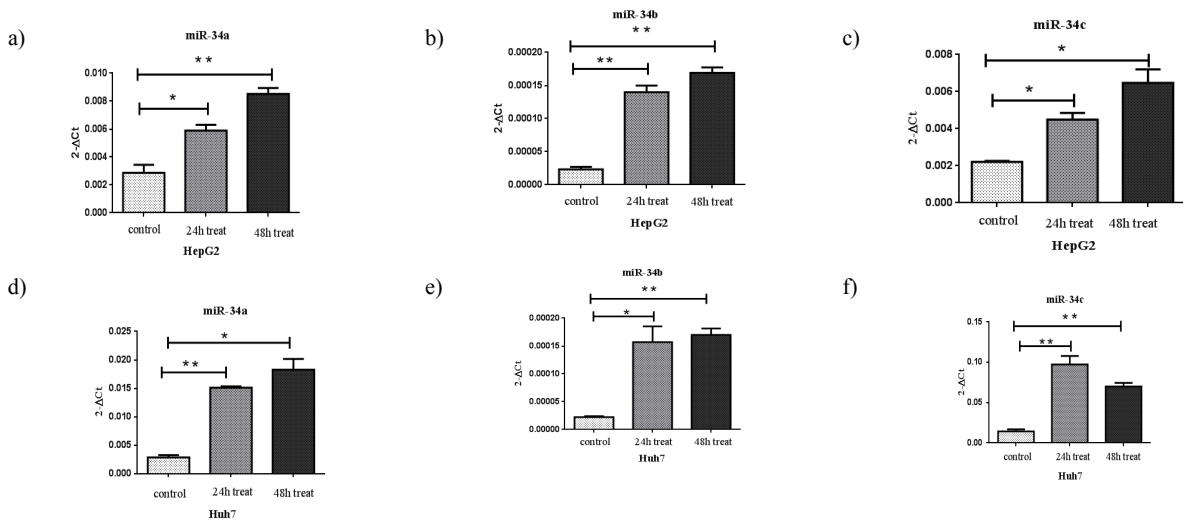 a)
miR-34a
2-ΔCt
0.010
0.008
0.006
0.004
0.002
0.000
**
*
control 24h treat 48h treat
HepG2
b)
miR-34b
2-ΔCt
0.00020
0.00015
0.00010
0.00005
0.00000
**
**
control 24h treat 48h treat
HepG2
c)
miR-34c
2-ΔCt
0.008
0.006
0.004
0.002
0.000
*
*
control 24h treat 48h treat
HepG2
d)
miR-34a
2-ΔCt
0.025
0.020
0.015
0.010
0.005
0.000
*
**
control 24h treat 48h treat
Huh7
e)
miR-34b
2-ΔCt
0.00020
0.00015
0.00010
0.00005
0.00000
**
*
control 24h treat 48h treat
Huh7
f)
miR-34c
2-ΔCt
0.15
0.10
0.05
0.00
**
**
control 24h treat 48h treat
Huh7